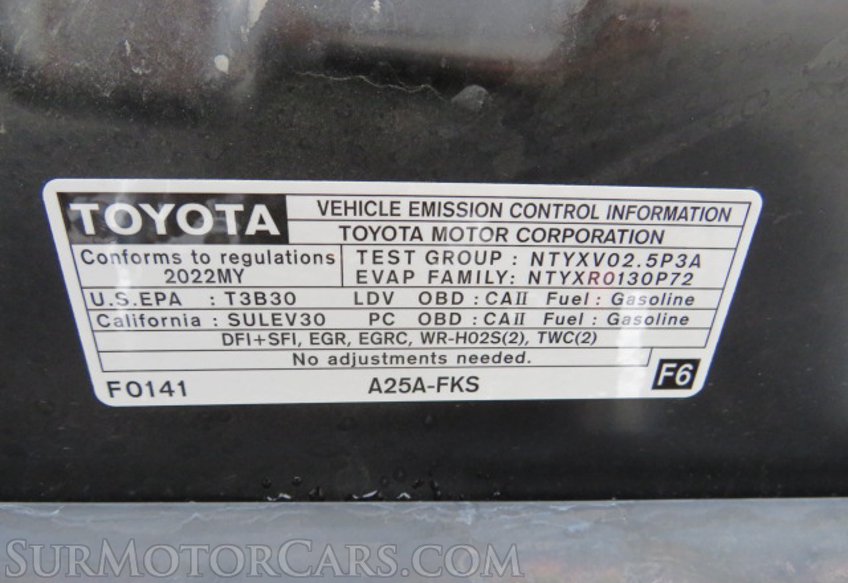 TOYOTA
VEHICLE EMISSION CONTROL INFORMATION
TOYOTA MOTOR CORPORATION
Conforms to regulations
2022MY
TEST GROUP : NTYXV02.5P3A
EVAP FAMILY: NTYXR0130P72
U.S.EPA : T3B30 LDV OBD : CAII Fuel : Gasoline
California : SULEV30 PC OBD : CAII Fuel : Gasoline
DFI+SFI, EGR, EGRC, WR-HO2S(2), TWC(2)
No adjustments needed.
F0141 A25A-FKS F6
SurMotorCars.com